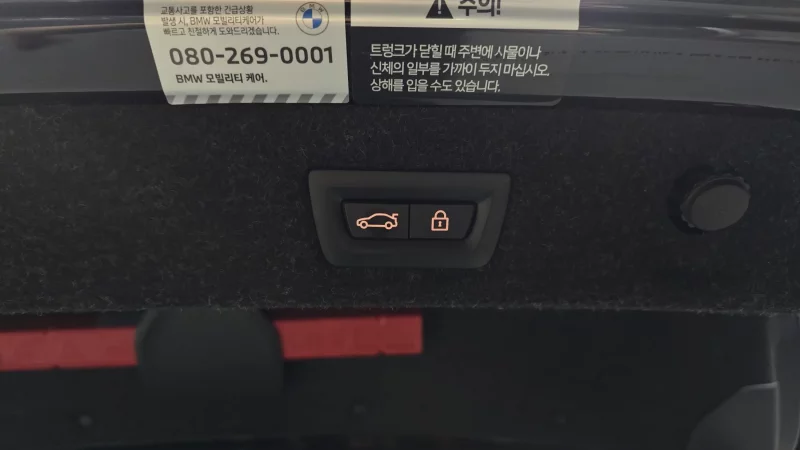 교통사고를 포함한 긴급상황
발생 시, BMW 모빌리티케어가
빠르고 친절하게 도와드리겠습니다.
080-269-0001
BMW 모빌리티 케어.
주의!
트렁크가 닫힐 때 주변에 사물이나
신체의 일부를 가까이 두지 마십시오.
상해를 입을 수도 있습니다.